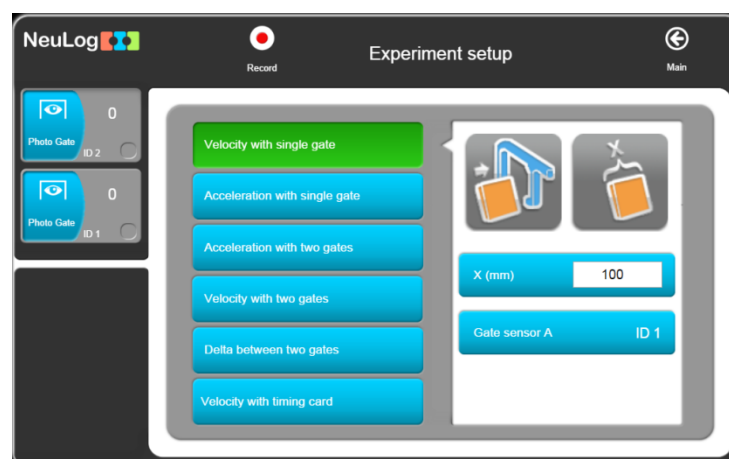 NeuLog
Record
Experiment setup
Main
0
Photo Gate
ID 2
0
Photo Gate
ID 1
Velocity with single gate
Acceleration with single gate
Acceleration with two gates
Velocity with two gates
Delta between two gates
Velocity with timing card
X
X (mm)
100
Gate sensor A
ID 1